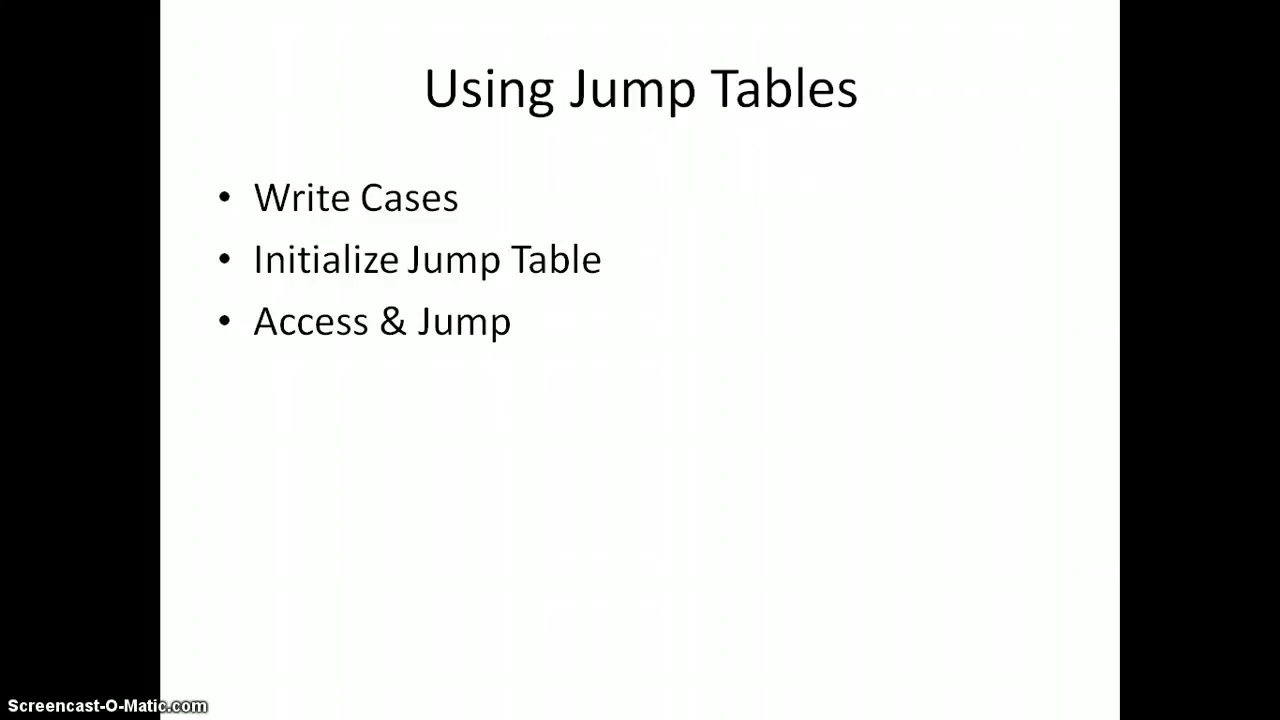 Using Jump Tables
• Write Cases
• Initialize Jump Table
• Access & Jump
Screencast-O-Matic.com